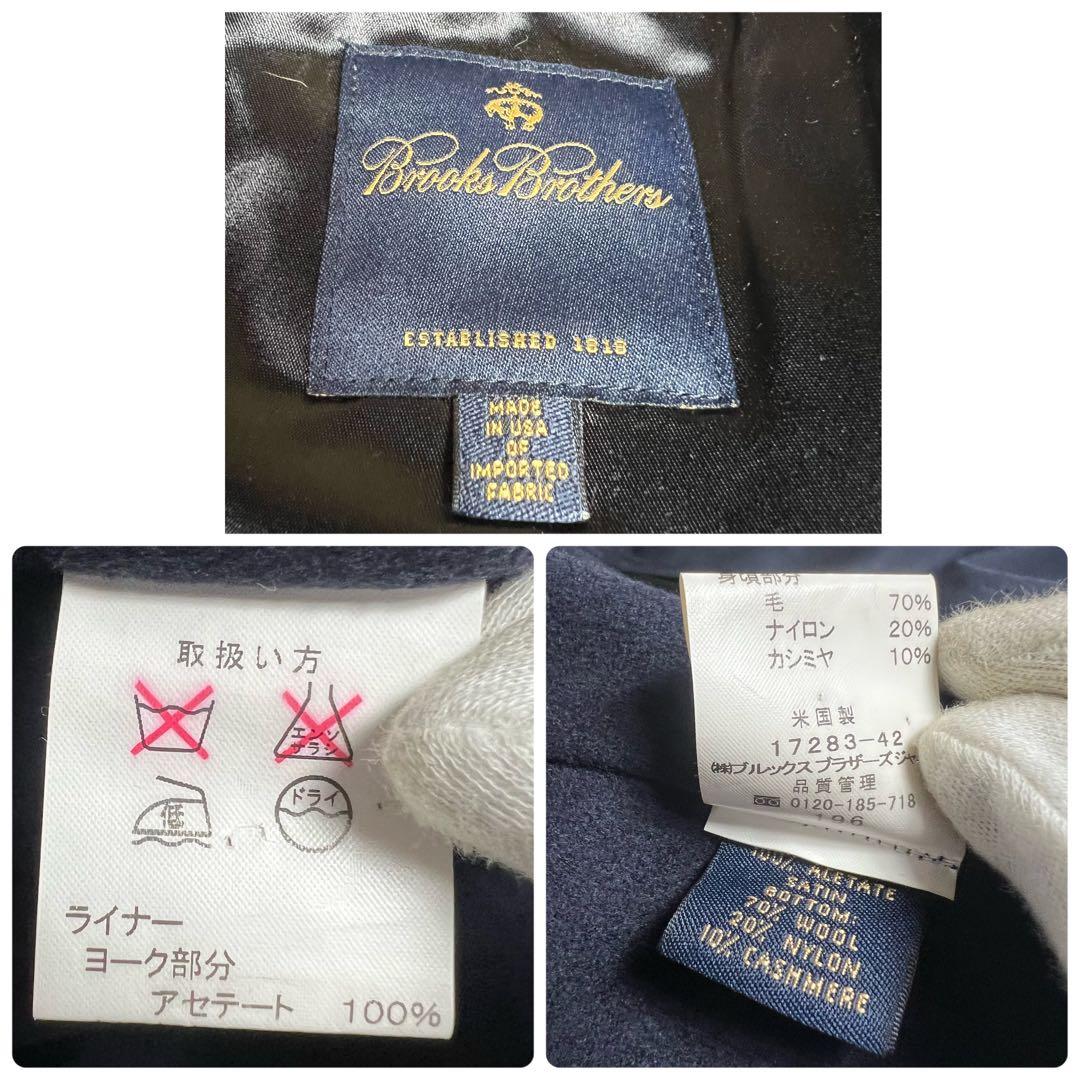 Brooks Brothers
ESTABLISHED 1818
MADE
IN USA
OF
IMPORTED
FABRIC
取扱い方
エンソ
サラシ
低
ドライ
ライナー
ヨーク部分
アセテート 100%
身頃部分
毛 70%
ナイロン 20%
カシミヤ 10%
米国製
17283-42
(株)ブルックスブラザーズジャ
品質管理
0120-185-718
196
100% ACETATE
SATIN
BOTTOM:
70% WOOL
20% NYLON
10% CASHMERE